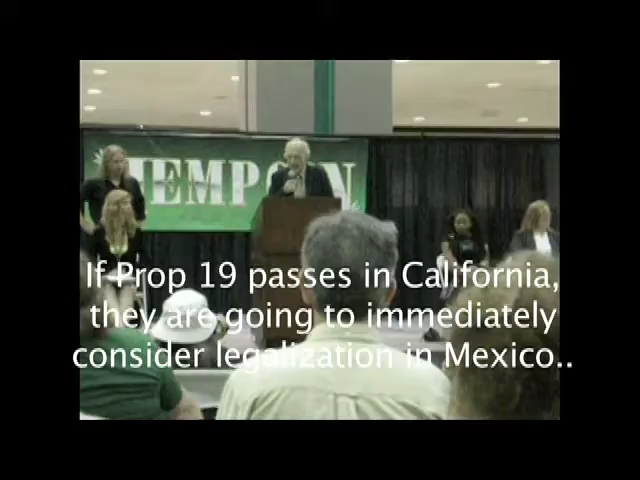 HEMPCON
If Prop 19 passes in California,
they are going to immediately
consider legalization in Mexico..